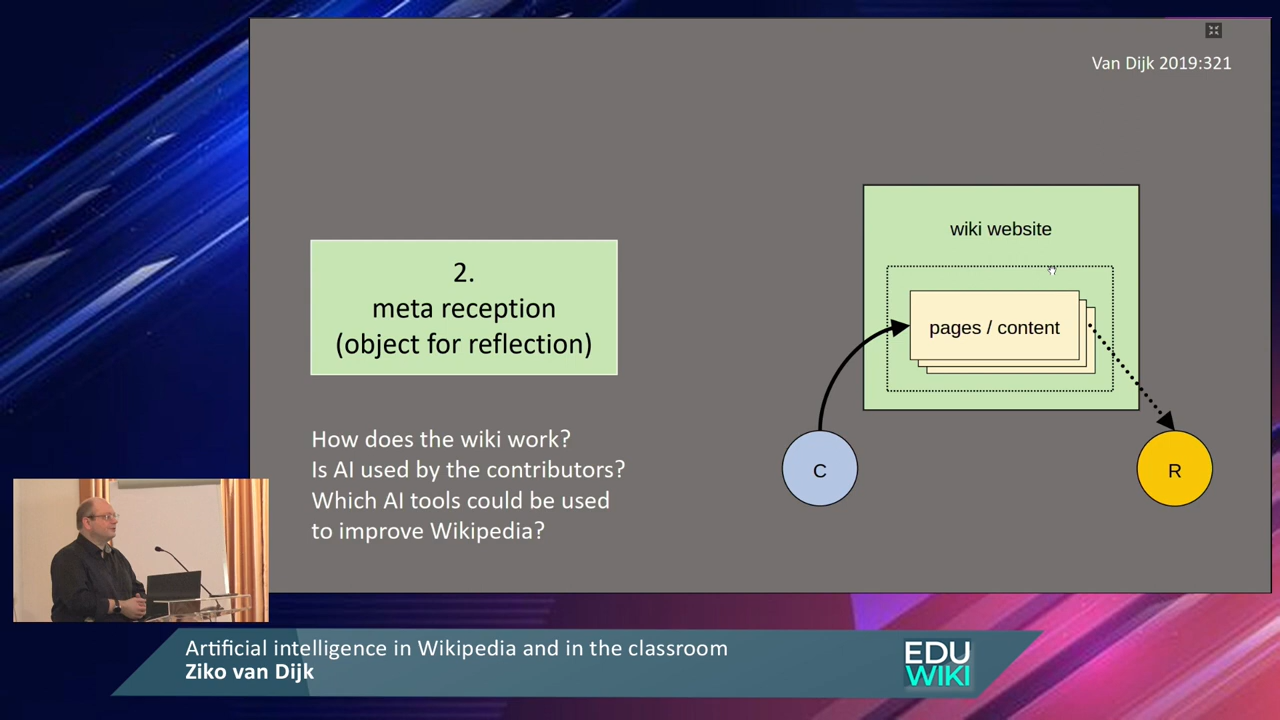 Van Dijk 2019:321
2.
meta reception
(object for reflection)
How does the wiki work?
Is AI used by the contributors?
Which AI tools could be used
to improve Wikipedia?
wiki website
pages / content
C
R
Artificial intelligence in Wikipedia and in the classroom
Ziko van Dijk
EDU
WIKI